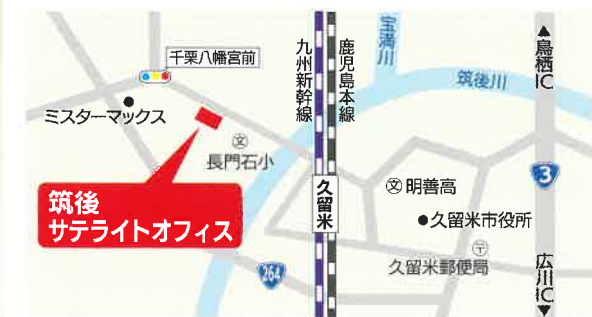 千栗八幡宮前
ミスターマックス
文
長門石小
筑後
サテライトオフィス
264
九州新幹線
鹿児島本線
久留米
宝満川
筑後川
▲鳥栖IC
3
文 明善高
●久留米市役所
〒
久留米郵便局
広川IC▼